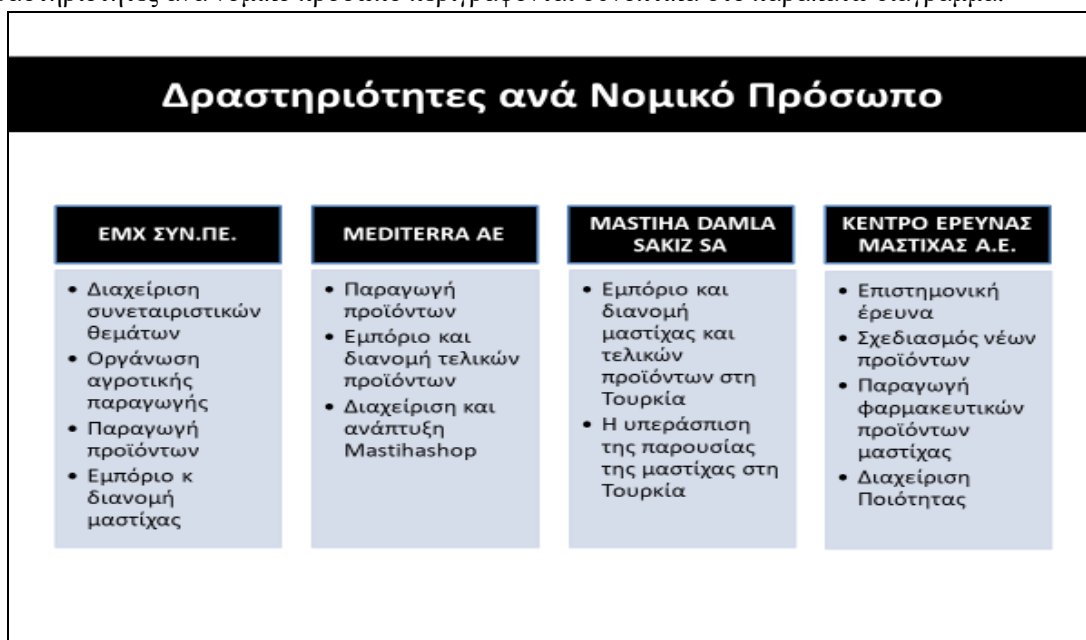 Δραστηριότητες ανά Νομικό Πρόσωπο
ΕΜΧ ΣΥΝ.ΠΕ.
• Διαχείριση
συνεταιριστικών
θεμάτων
• Οργάνωση
αγροτικής
παραγωγής
• Παραγωγή
προϊόντων
• Εμπόριο κ
διανομή
μαστίχας
MEDITERRA AE
• Παραγωγή
προϊόντων
• Εμπόριο και
διανομή τελικών
προϊόντων
• Διαχείριση και
ανάπτυξη
Mastihashop
MASTIHA DAMLA
SAKIZ SA
• Εμπόριο και
διανομή
μαστίχας και
τελικών
προϊόντων στη
Τουρκία
• Η υπεράσπιση
της παρουσίας
της μαστίχας στη
Τουρκία
ΚΕΝΤΡΟ ΕΡΕΥΝΑΣ
ΜΑΣΤΙΧΑΣ Α.Ε.
• Επιστημονική
έρευνα
• Σχεδιασμός νέων
προϊόντων
• Παραγωγή
φαρμακευτικών
προϊόντων
μαστίχας
• Διαχείριση
Ποιότητας